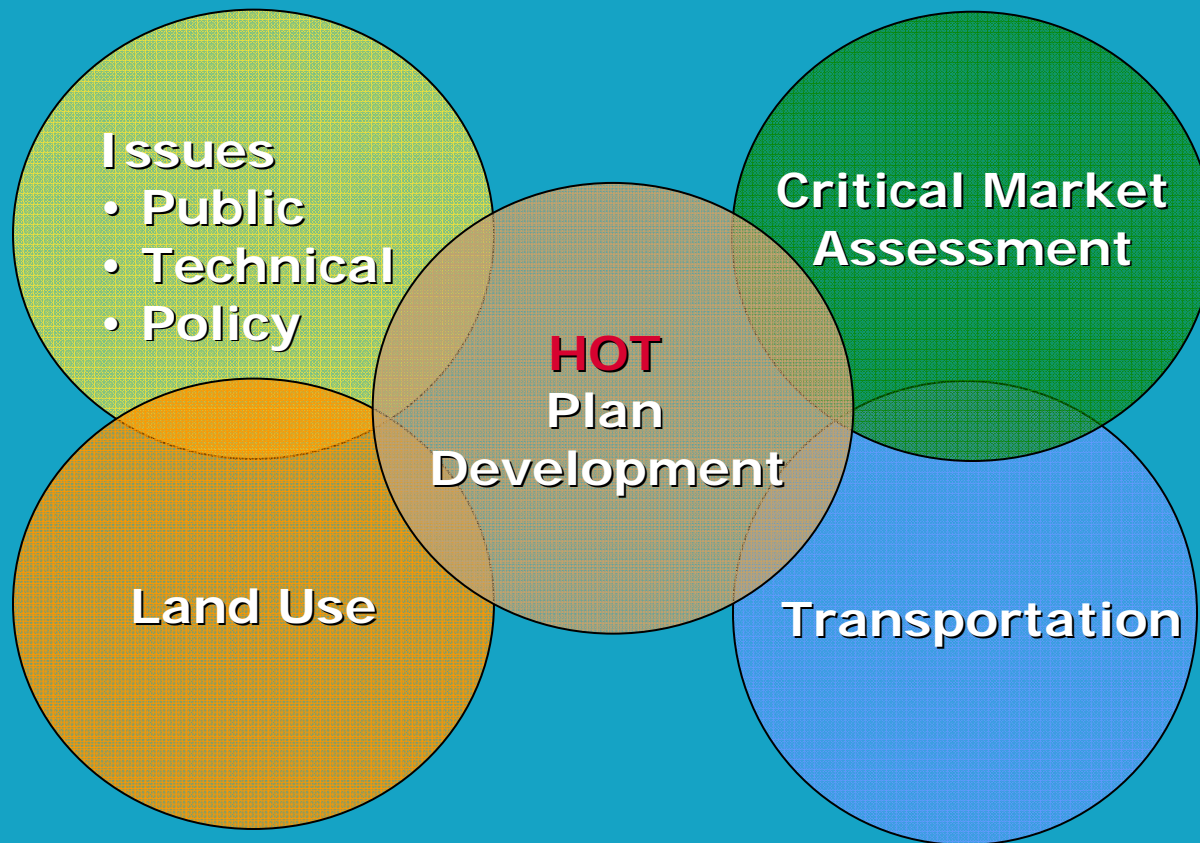 Issues
• Public
• Technical
• Policy
Critical Market
Assessment
HOT
Plan
Development
Land Use
Transportation